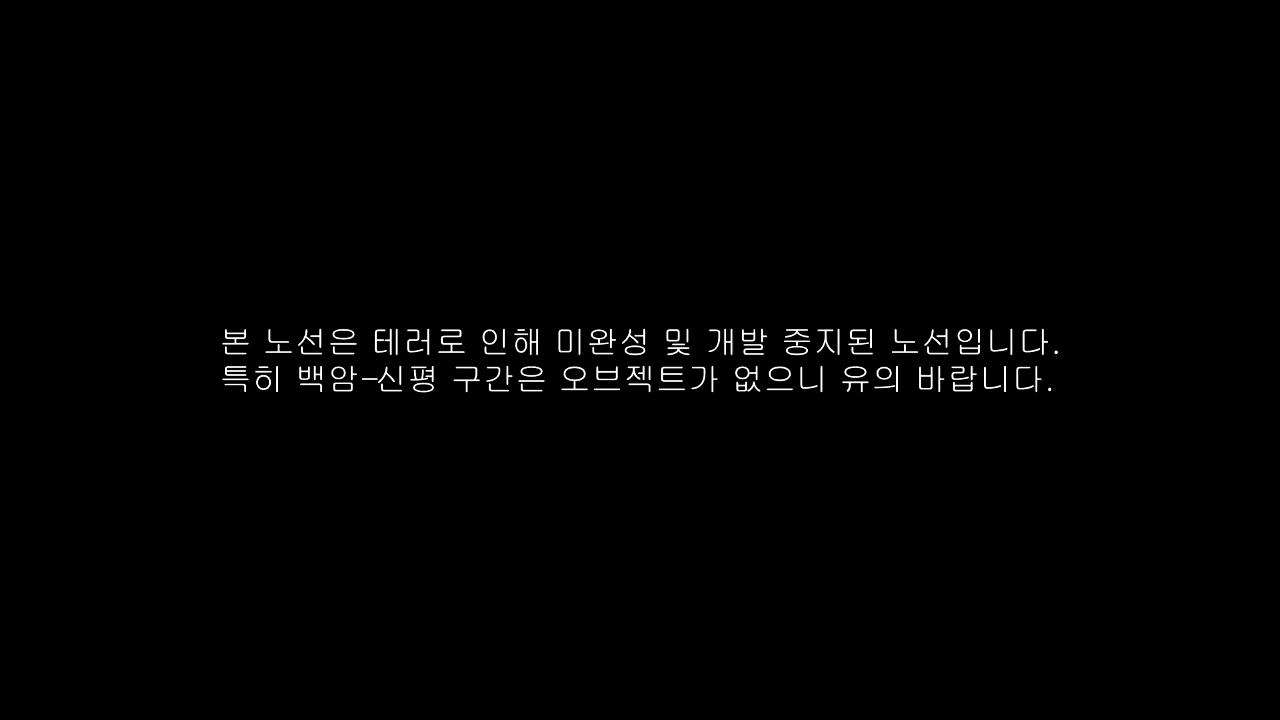 본 노선은 테러로 인해 미완성 및 개발 중지된 노선입니다.
특히 백암-신평 구간은 오브젝트가 없으니 유의 바랍니다.